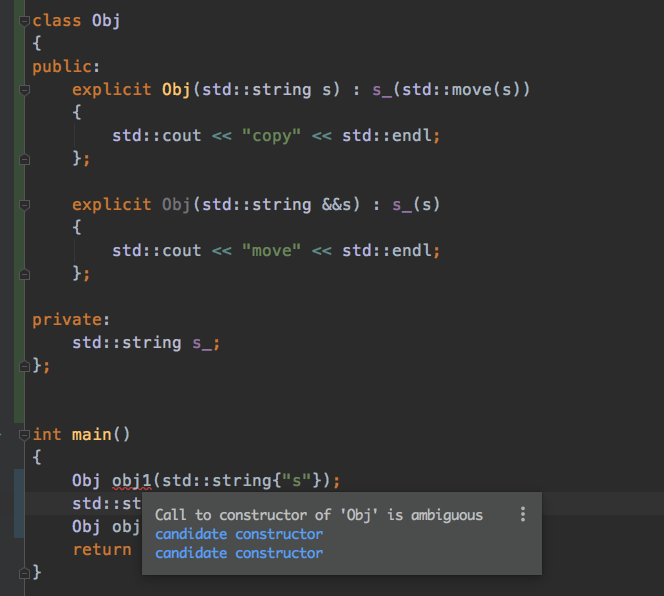 class Obj
{
public:
    explicit Obj(std::string s) : s_(std::move(s))
    {
        std::cout << "copy" << std::endl;
    };
    explicit Obj(std::string &&s) : s_(s)
    {
        std::cout << "move" << std::endl;
    };
private:
    std::string s_;
};
int main()
{
    Obj obj1(std::string{"s"});
    std::st
    Obj obj
    return
}
Call to constructor of 'Obj' is ambiguous
candidate constructor
candidate constructor